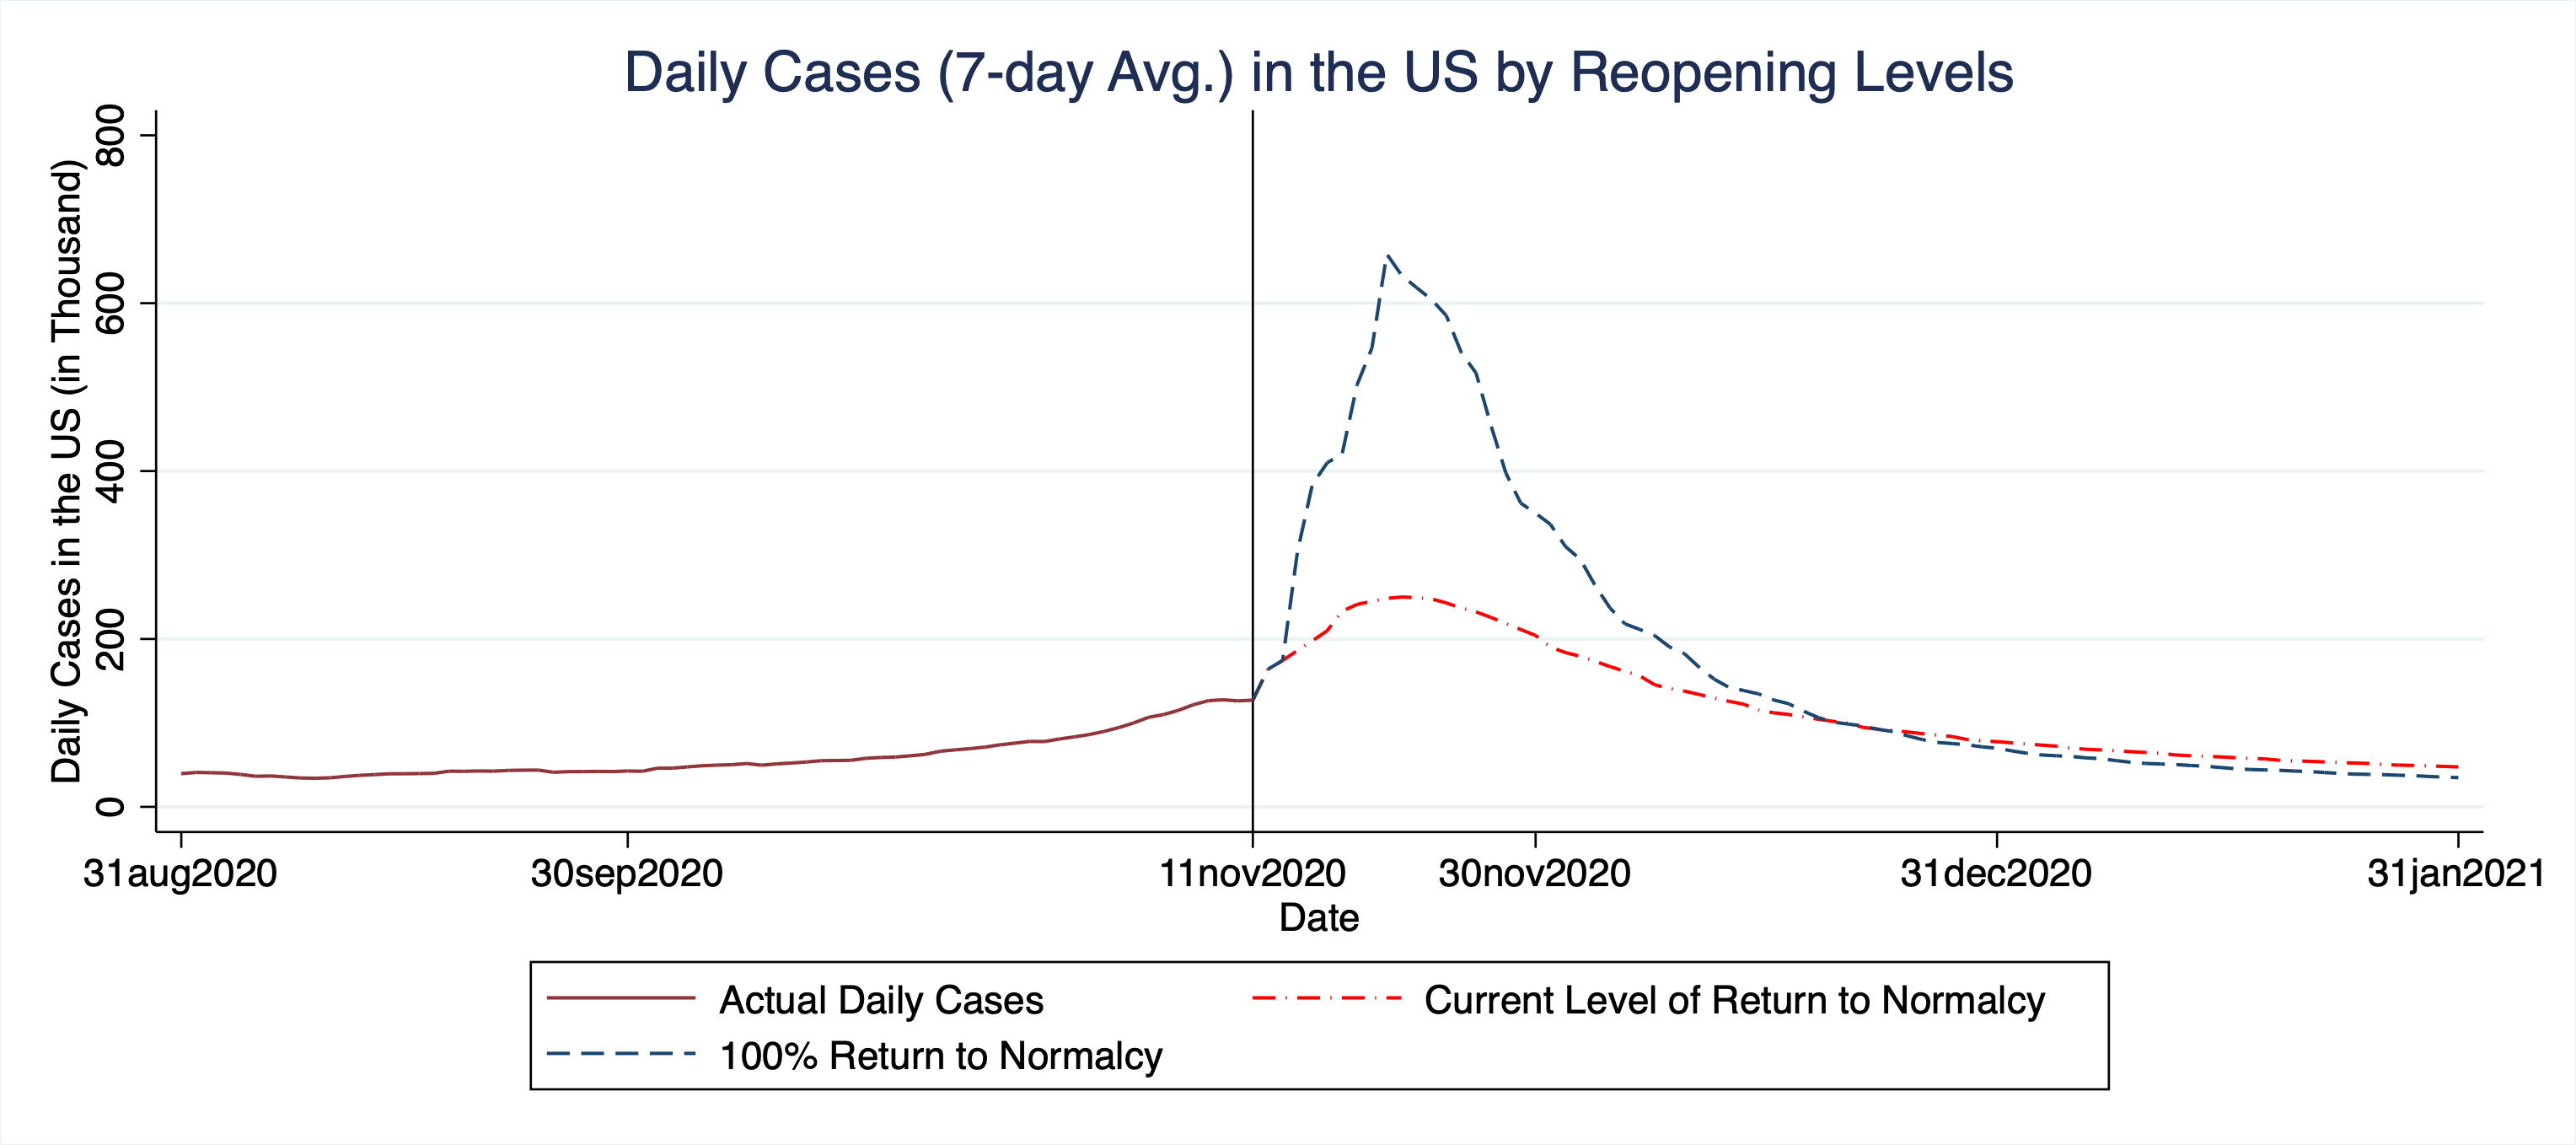 Daily Cases (7-day Avg.) in the US by Reopening Levels
Daily Cases in the US (in Thousand)
800
600
400
200
0
31aug2020 30sep2020 11nov2020 30nov2020 31dec2020 31jan2021
Date
Actual Daily Cases Current Level of Return to Normalcy
100% Return to Normalcy